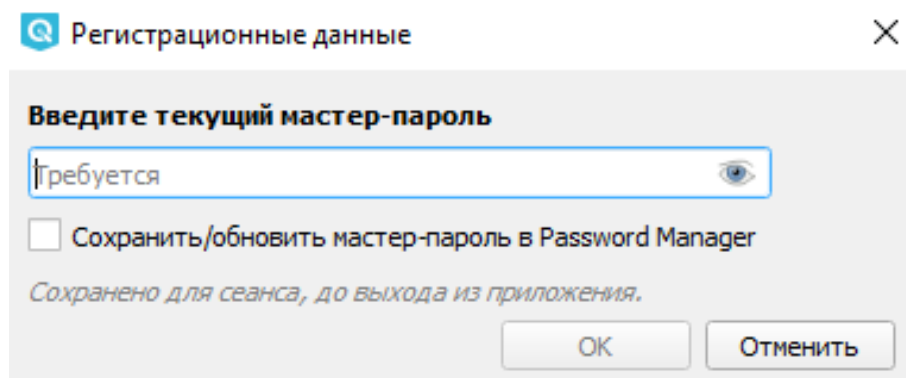 Регистрационные данные
Введите текущий мастер-пароль
Требуется
Сохранить/обновить мастер-пароль в Password Manager
Сохранено для сеанса, до выхода из приложения.
OK Отменить